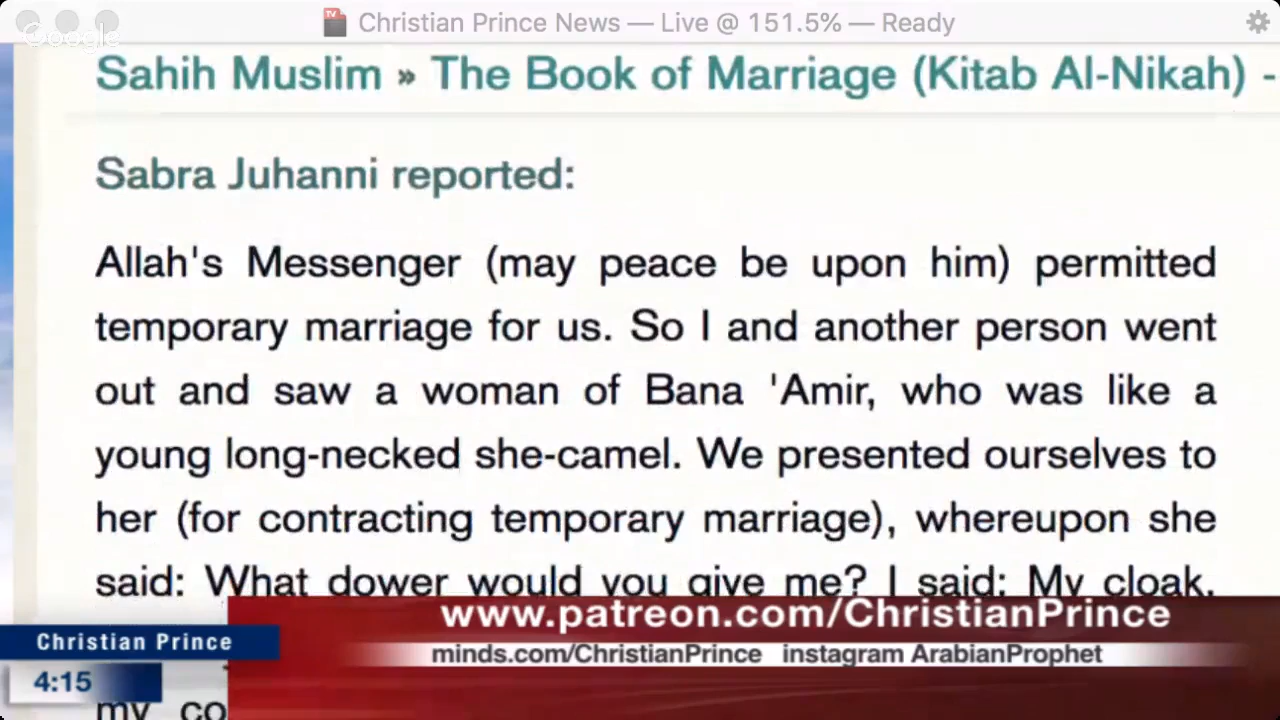 Christian Prince News — Live @ 151.5% — Ready
Google
Sahih Muslim » The Book of Marriage (Kitab Al-Nikah) -
Sabra Juhanni reported:
Allah's Messenger (may peace be upon him) permitted
temporary marriage for us. So I and another person went
out and saw a woman of Bana 'Amir, who was like a
young long-necked she-camel. We presented ourselves to
her (for contracting temporary marriage), whereupon she
said: What dower would you give me? I said: My cloak.
www.patreon.com/ChristianPrince
Christian Prince
minds.com/ChristianPrince instagram ArabianProphet
4:15
my co